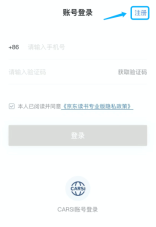 账号登录 注册
+86 请输入手机号
请输入验证码 获取验证码
本人已阅读并同意《京东读书专业版隐私政策》
登录
CARSI
CARSI账号登录